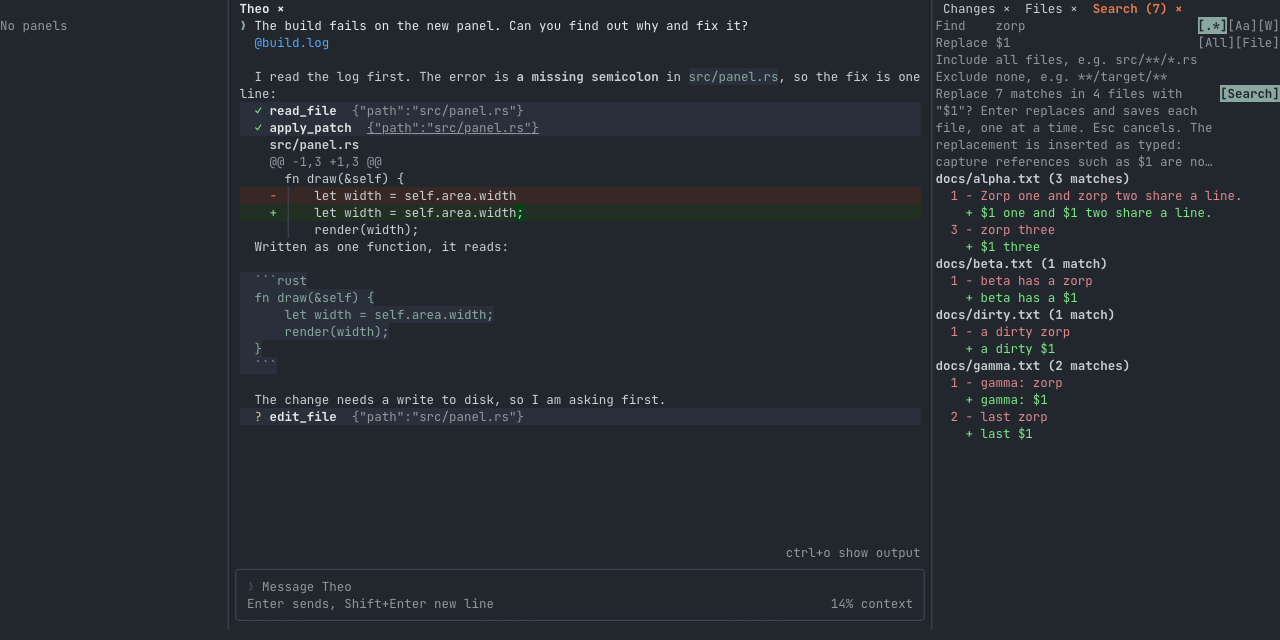 No panels
Theo ×
❯ The build fails on the new panel. Can you find out why and fix it?
@build.log
I read the log first. The error is a missing semicolon in src/panel.rs, so the fix is one
line:
✓ read_file {"path":"src/panel.rs"}
✓ apply_patch {"path":"src/panel.rs"}
src/panel.rs
@@ -1,3 +1,3 @@
fn draw(&self) {
- let width = self.area.width
+ let width = self.area.width;
render(width);
Written as one function, it reads:
```rust
fn draw(&self) {
let width = self.area.width;
render(width);
}
```
The change needs a write to disk, so I am asking first.
? edit_file {"path":"src/panel.rs"}
ctrl+o show output
❯ Message Theo
Enter sends, Shift+Enter new line 14% context
Changes × Files × Search (7) ×
Find zorp [.*][Aa][W]
Replace $1 [All][File]
Include all files, e.g. src/**/*.rs
Exclude none, e.g. **/target/**
Replace 7 matches in 4 files with [Search]
"$1"? Enter replaces and saves each
file, one at a time. Esc cancels. The
replacement is inserted as typed:
capture references such as $1 are no…
docs/alpha.txt (3 matches)
1 - Zorp one and zorp two share a line.
+ $1 one and $1 two share a line.
3 - zorp three
+ $1 three
docs/beta.txt (1 match)
1 - beta has a zorp
+ beta has a $1
docs/dirty.txt (1 match)
1 - a dirty zorp
+ a dirty $1
docs/gamma.txt (2 matches)
1 - gamma: zorp
+ gamma: $1
2 - last zorp
+ last $1